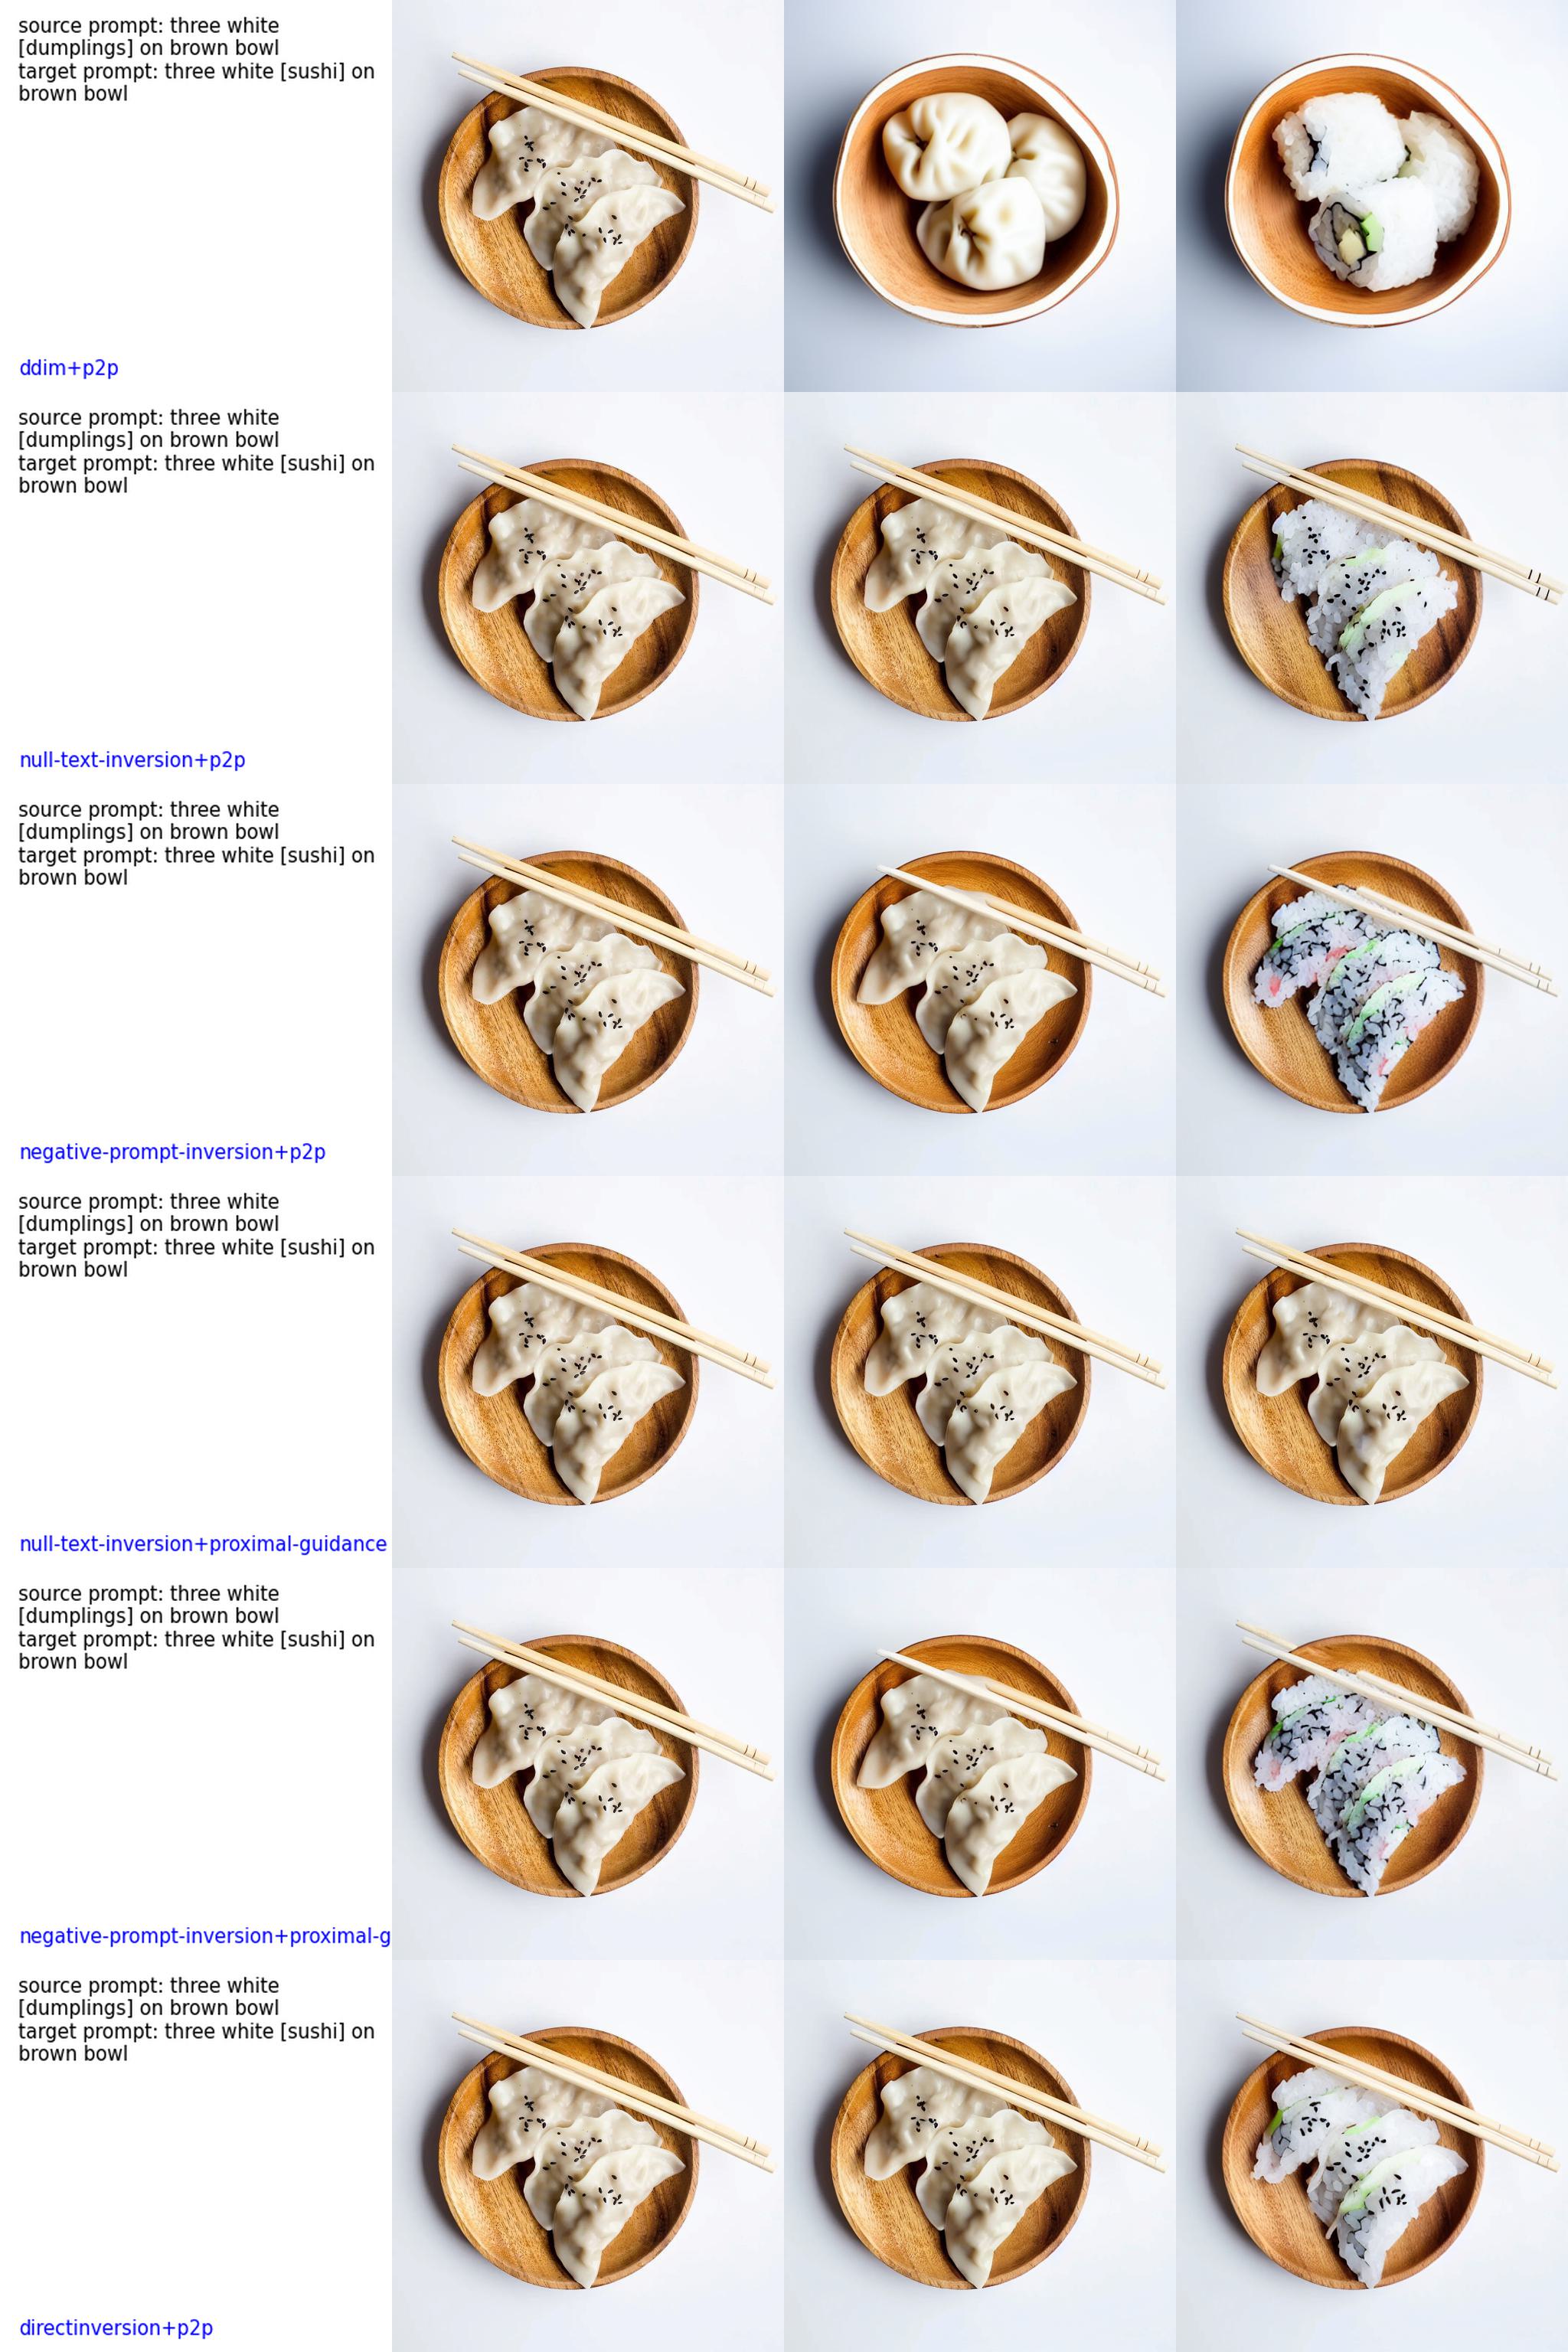 source prompt: three white
[dumplings] on brown bowl
target prompt: three white [sushi] on
brown bowl
ddim+p2p
source prompt: three white
[dumplings] on brown bowl
target prompt: three white [sushi] on
brown bowl
null-text-inversion+p2p
source prompt: three white
[dumplings] on brown bowl
target prompt: three white [sushi] on
brown bowl
negative-prompt-inversion+p2p
source prompt: three white
[dumplings] on brown bowl
target prompt: three white [sushi] on
brown bowl
null-text-inversion+proximal-guidance
source prompt: three white
[dumplings] on brown bowl
target prompt: three white [sushi] on
brown bowl
negative-prompt-inversion+proximal-g
source prompt: three white
[dumplings] on brown bowl
target prompt: three white [sushi] on
brown bowl
directinversion+p2p